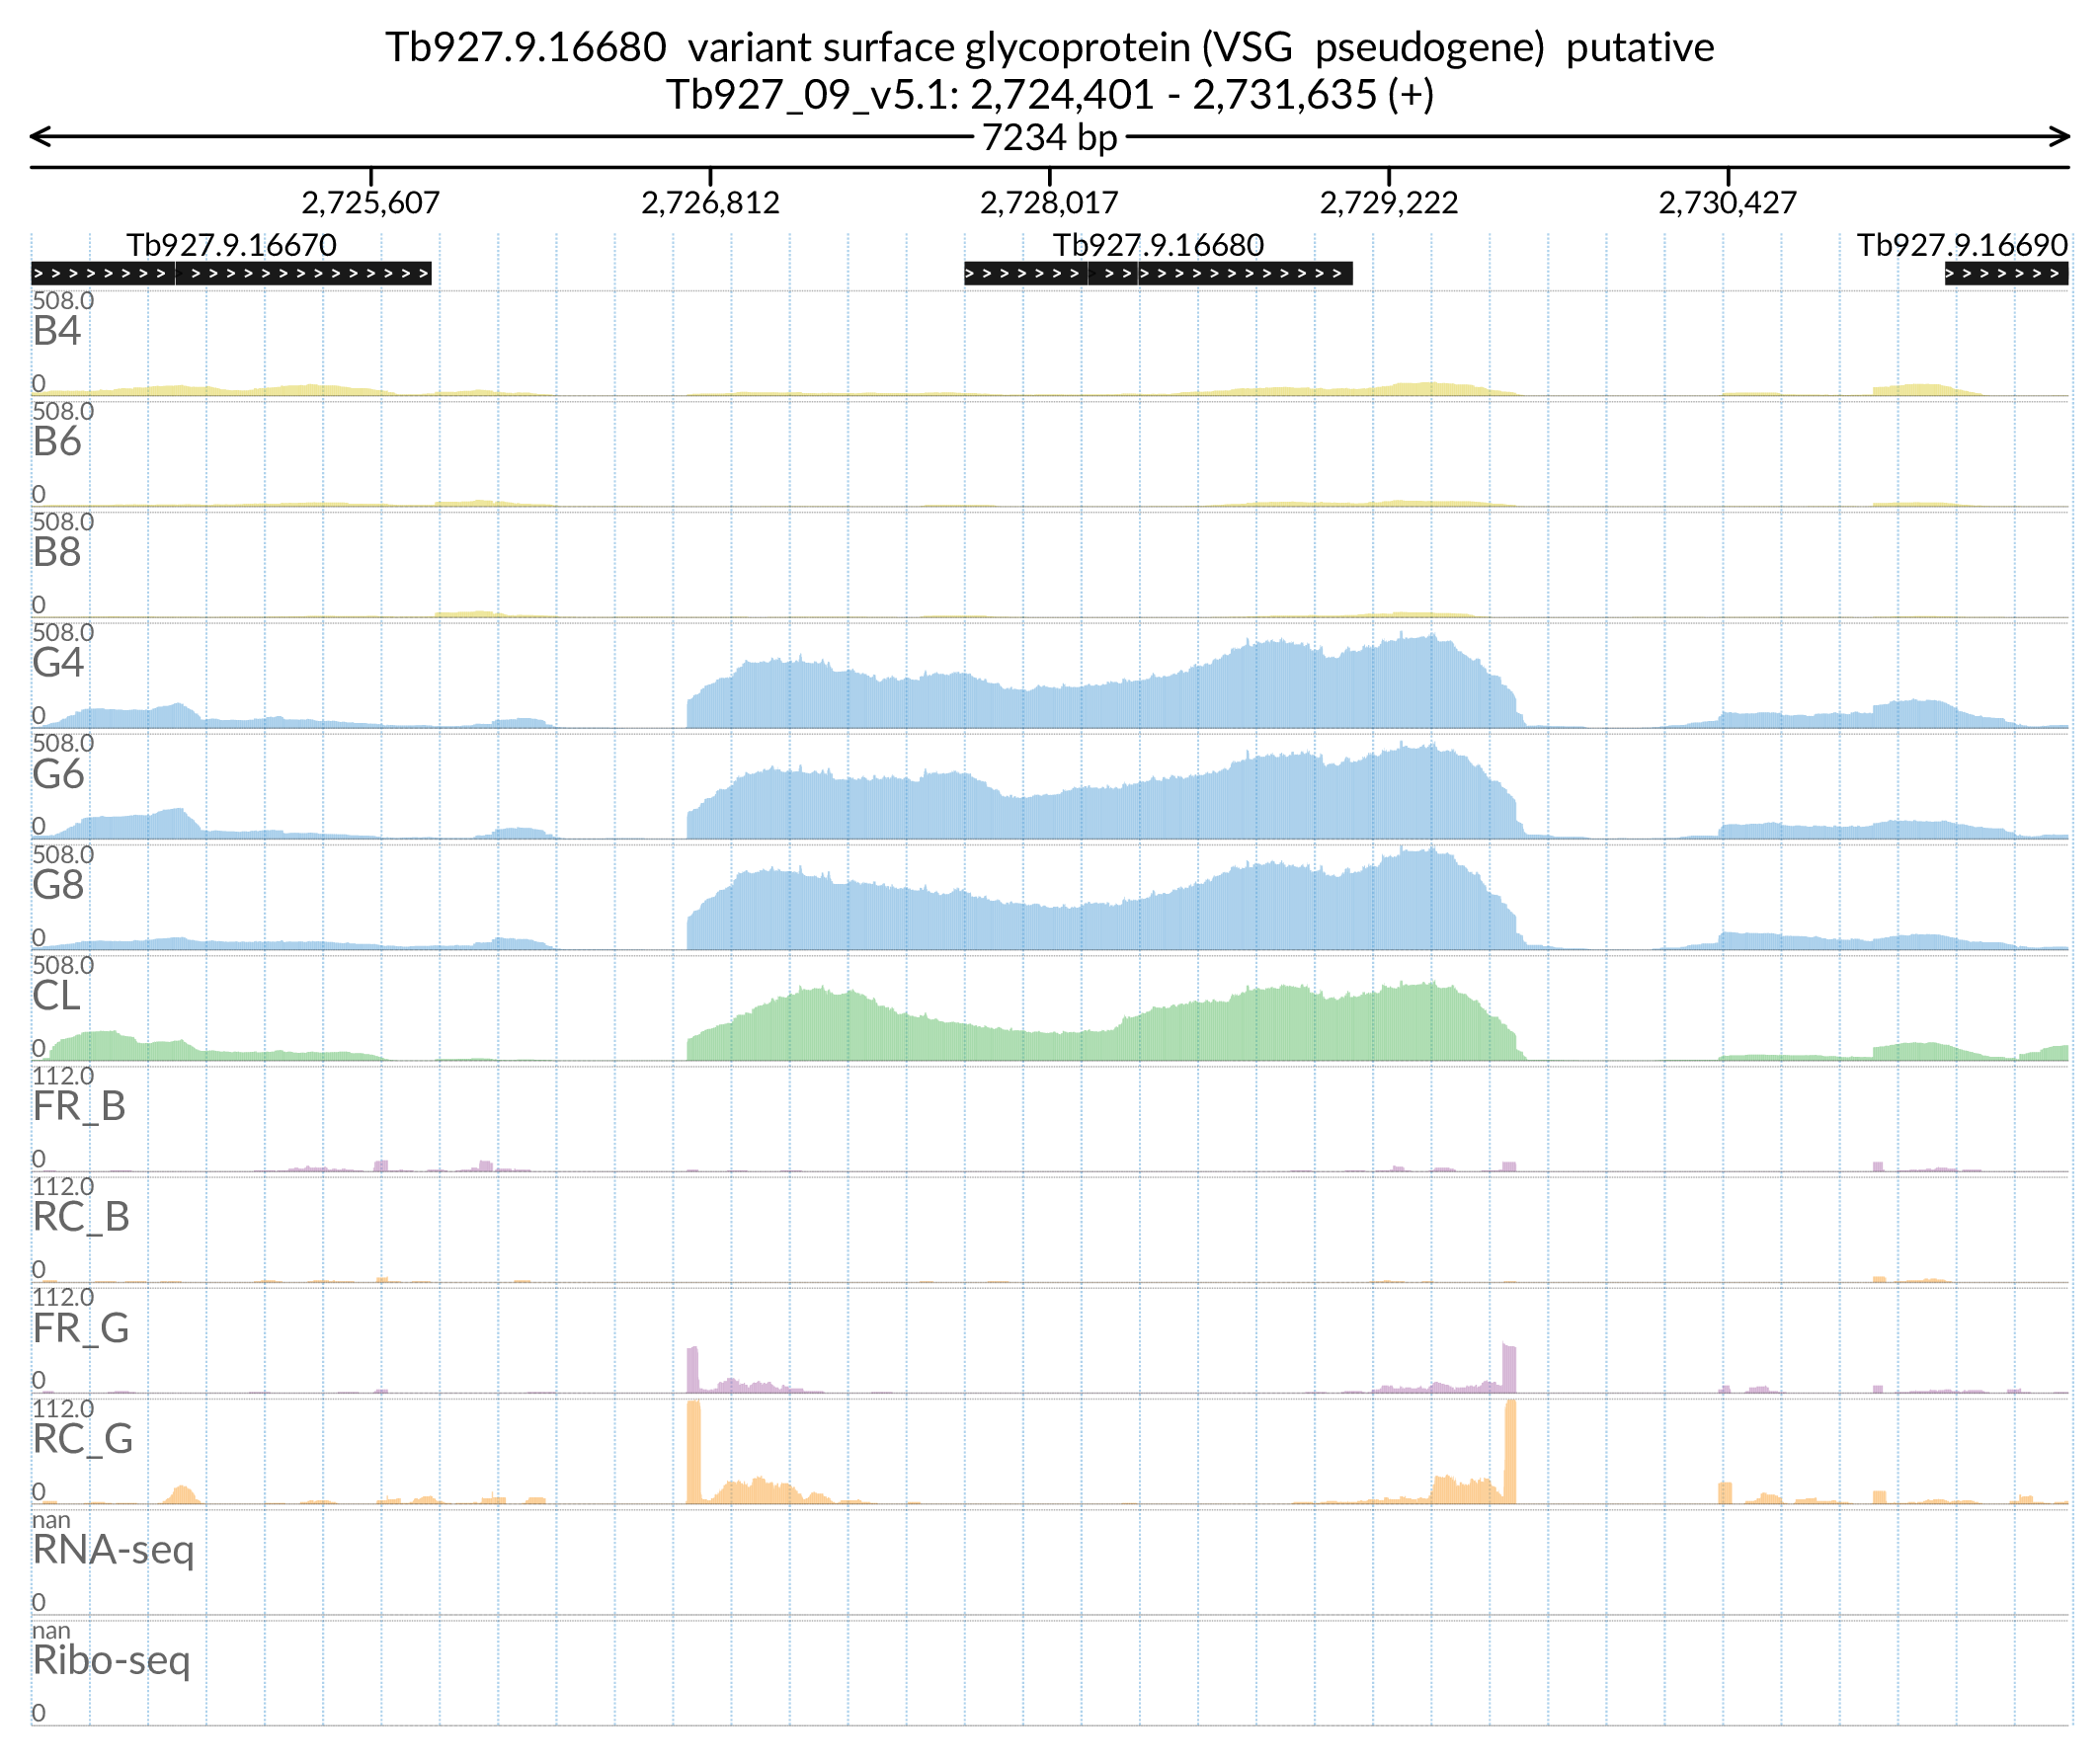 Tb927.9.16680  variant surface glycoprotein (VSG  pseudogene)  putative
Tb927_09_v5.1: 2,724,401 - 2,731,635 (+)
7234 bp
2,725,607 2,726,812 2,728,017 2,729,222 2,730,427
Tb927.9.16670 Tb927.9.16680 Tb927.9.16690
508.0
B4
0
508.0
B6
0
508.0
B8
0
508.0
G4
0
508.0
G6
0
508.0
G8
0
508.0
CL
0
112.0
FR_B
0
112.0
RC_B
0
112.0
FR_G
0
112.0
RC_G
0
nan
RNA-seq
0
nan
Ribo-seq
0